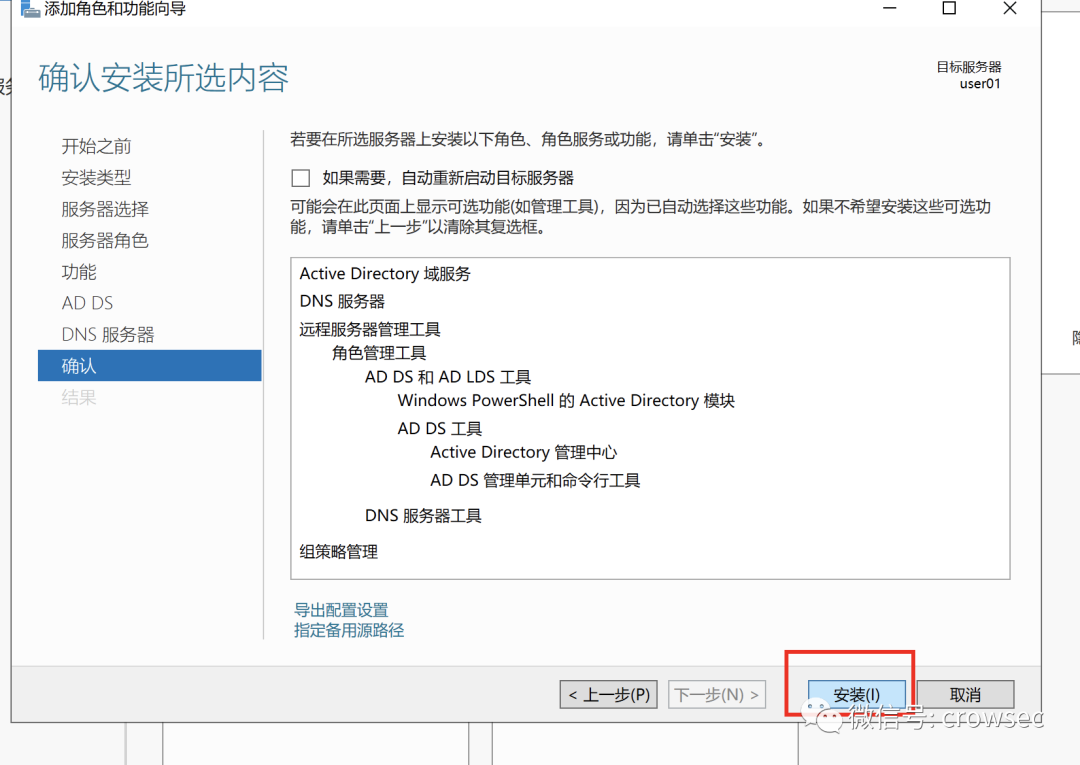 添加角色和功能向导
确认安装所选内容
目标服务器
user01
开始之前
安装类型
服务器选择
服务器角色
功能
AD DS
DNS 服务器
确认
结果
若要在所选服务器上安装以下角色、角色服务或功能，请单击“安装”。
如果需要，自动重新启动目标服务器
可能会在此页面上显示可选功能(如管理工具)，因为已自动选择这些功能。如果不希望安装这些可选功
能，请单击“上一步”以清除其复选框。
Active Directory 域服务
DNS 服务器
远程服务器管理工具
角色管理工具
AD DS 和 AD LDS 工具
Windows PowerShell 的 Active Directory 模块
AD DS 工具
Active Directory 管理中心
AD DS 管理单元和命令行工具
DNS 服务器工具
组策略管理
导出配置设置
指定备用源路径
< 上一步(P)
下一步(N) >
安装(I)
取消
微信号: crowsec